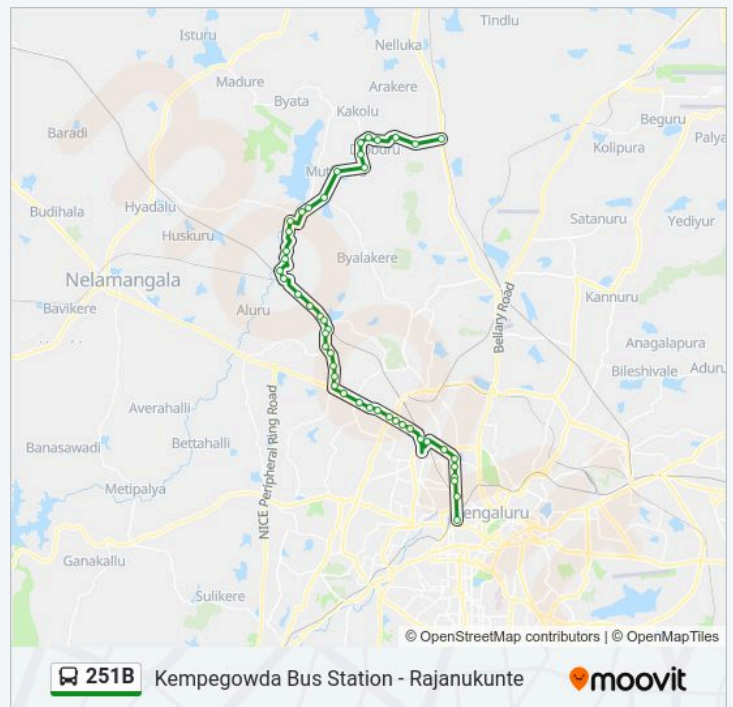 Tindlu
Isturu
Nelluka
Madure
Arakere
Byata
Kakolu
Beguru
Baradi
Palya
Kolipura
Budihala
Hyadalu
Satanuru
Yediyur
Huskuru
Byalakere
Nelamangala
Kannuru
Bavikere
Aluru
Bellary Road
Anagalapura
Bileshivale
Adur
Averahalli
NICE Peripheral Ring Road
Banasawadi
Bettahalli
Metipalya
engaluru
Ganakallu
Sulikere
© OpenStreetMap contributors | © OpenMapTiles
251B
Kempegowda Bus Station - Rajanukunte
moovit